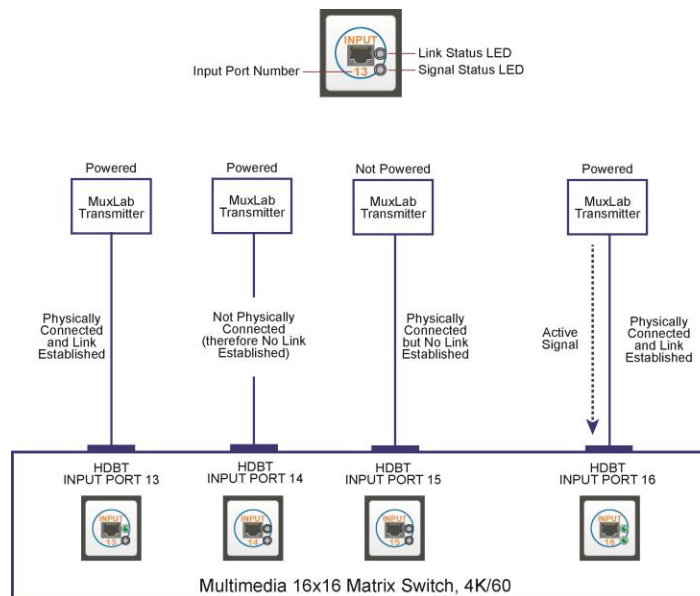 INPUT
13
Link Status LED
Input Port Number
Signal Status LED
Powered
MuxLab
Transmitter
Physically
Connected
and Link
Established
Powered
MuxLab
Transmitter
Not Physically
Connected
(therefore No Link
Established)
Not Powered
MuxLab
Transmitter
Physically
Connected
but No Link
Established
Powered
MuxLab
Transmitter
Active
Signal
Physically
Connected
and Link
Established
HDBT
INPUT PORT 13
INPUT
13
HDBT
INPUT PORT 14
INPUT
14
HDBT
INPUT PORT 15
INPUT
15
HDBT
INPUT PORT 16
INPUT
16
Multimedia 16x16 Matrix Switch, 4K/60